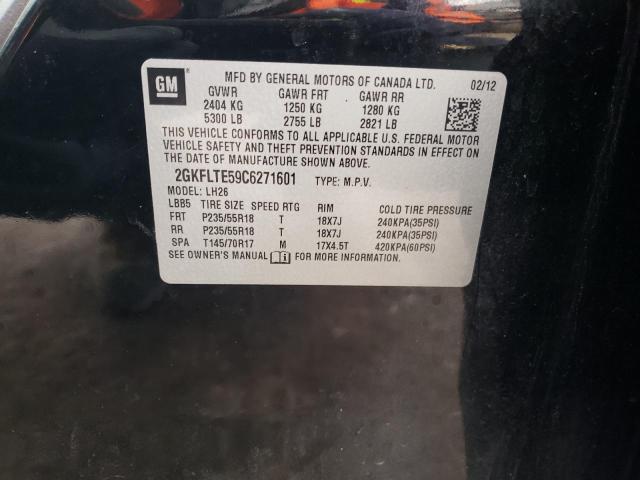 GM ®
MFD BY GENERAL MOTORS OF CANADA LTD. 02/12
GVWR GAWR FRT GAWR RR
2404 KG 1250 KG 1280 KG
5300 LB 2755 LB 2821 LB
THIS VEHICLE CONFORMS TO ALL APPLICABLE U.S. FEDERAL MOTOR
VEHICLE SAFETY AND THEFT PREVENTION STANDARDS IN EFFECT ON
THE DATE OF MANUFACTURE SHOWN ABOVE.
2GKFLTE59C6271601 TYPE: M.P.V.
MODEL: LH26
LBB5 TIRE SIZE SPEED RTG RIM COLD TIRE PRESSURE
FRT P235/55R18 T 18X7J 240KPA(35PSI)
RR P235/55R18 T 18X7J 240KPA(35PSI)
SPA T145/70R17 M 17X4.5T 420KPA(60PSI)
SEE OWNER'S MANUAL FOR MORE INFORMATION.